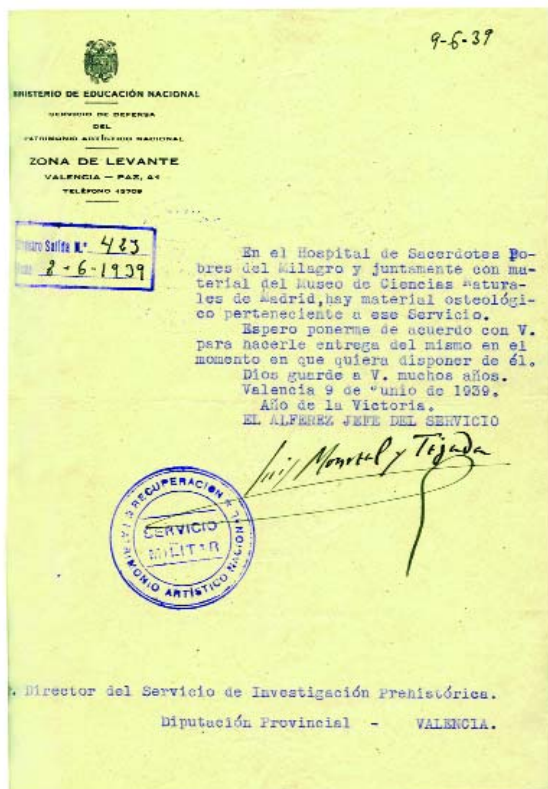 9-6-39
MINISTERIO DE EDUCACIÓN NACIONAL
SERVICIO DE DEFENSA
DEL
PATRIMONIO ARTÍSTICO NACIONAL
ZONA DE LEVANTE
VALENCIA — PAZ, 41
TELÉFONO 12709
Salida N.º 423
2-6-1939
En el Hospital de Sacerdotes Po-
bres del Milagro y juntamente con ma-
terial del Museo de Ciencias Natura-
les de Madrid, hay material osteológi-
co perteneciente a ese Servicio.
Espero ponerme de acuerdo con V.
para hacerle entrega del mismo en el
momento en que quiera disponer de él.
Dios guarde a V. muchos años.
Valencia 9 de unio de 1939.
Año de la Victoria.
EL ALFEREZ JEFE DEL SERVICIO
Luis Monreal y Tejada
RECUPERACIÓN
SERVICIO
MILITAR
PATRIMONIO ARTÍSTICO NACIONAL
. Director del Servicio de Investigación Prehistórica.
Diputación Provincial - VALENCIA.